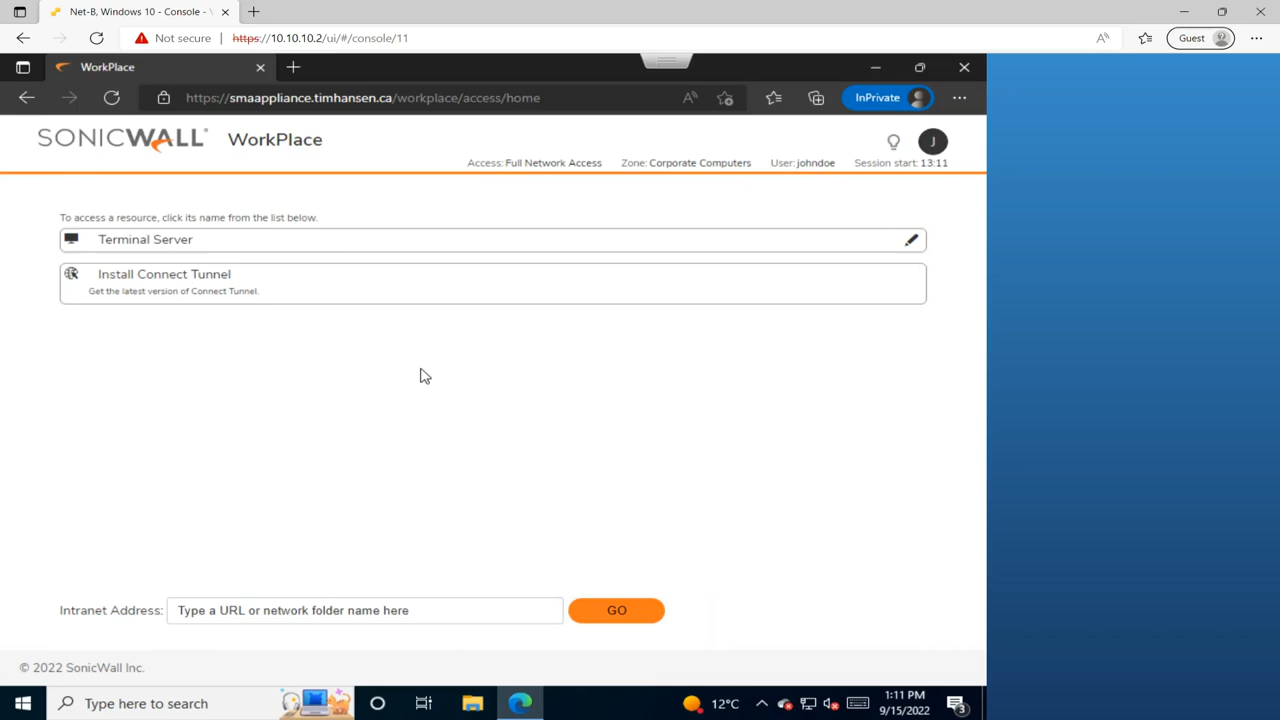 Net-B, Windows 10 - Console - \
Not secure | https://10.10.10.2/ui/#/console/11
Guest
WorkPlace
https://smaappliance.timhansen.ca/workplace/access/home
InPrivate
SONICWALL WorkPlace
J
Access: Full Network Access Zone: Corporate Computers User: johndoe Session start: 13:11
To access a resource, click its name from the list below.
Terminal Server
Install Connect Tunnel
Get the latest version of Connect Tunnel.
Intranet Address: Type a URL or network folder name here GO
© 2022 SonicWall Inc.
Type here to search
12°C
1:11 PM
9/15/2022
3